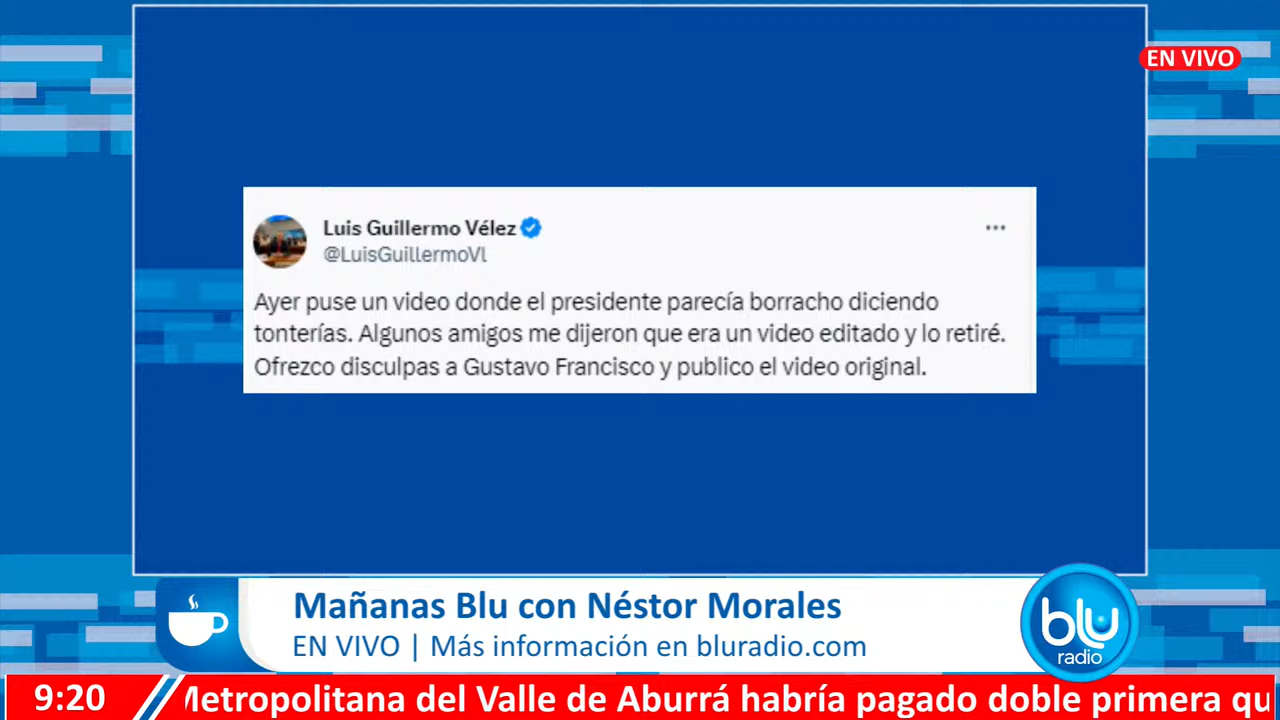 EN VIVO
Luis Guillermo Vélez
@LuisGuillermoVl
Ayer puse un video donde el presidente parecía borracho diciendo
tonterías. Algunos amigos me dijeron que era un video editado y lo retiré.
Ofrezco disculpas a Gustavo Francisco y publico el video original.
Mañanas Blu con Néstor Morales
EN VIVO | Más información en bluradio.com
blu
radio
9:20
Metropolitana del Valle de Aburrá habría pagado doble primera qu